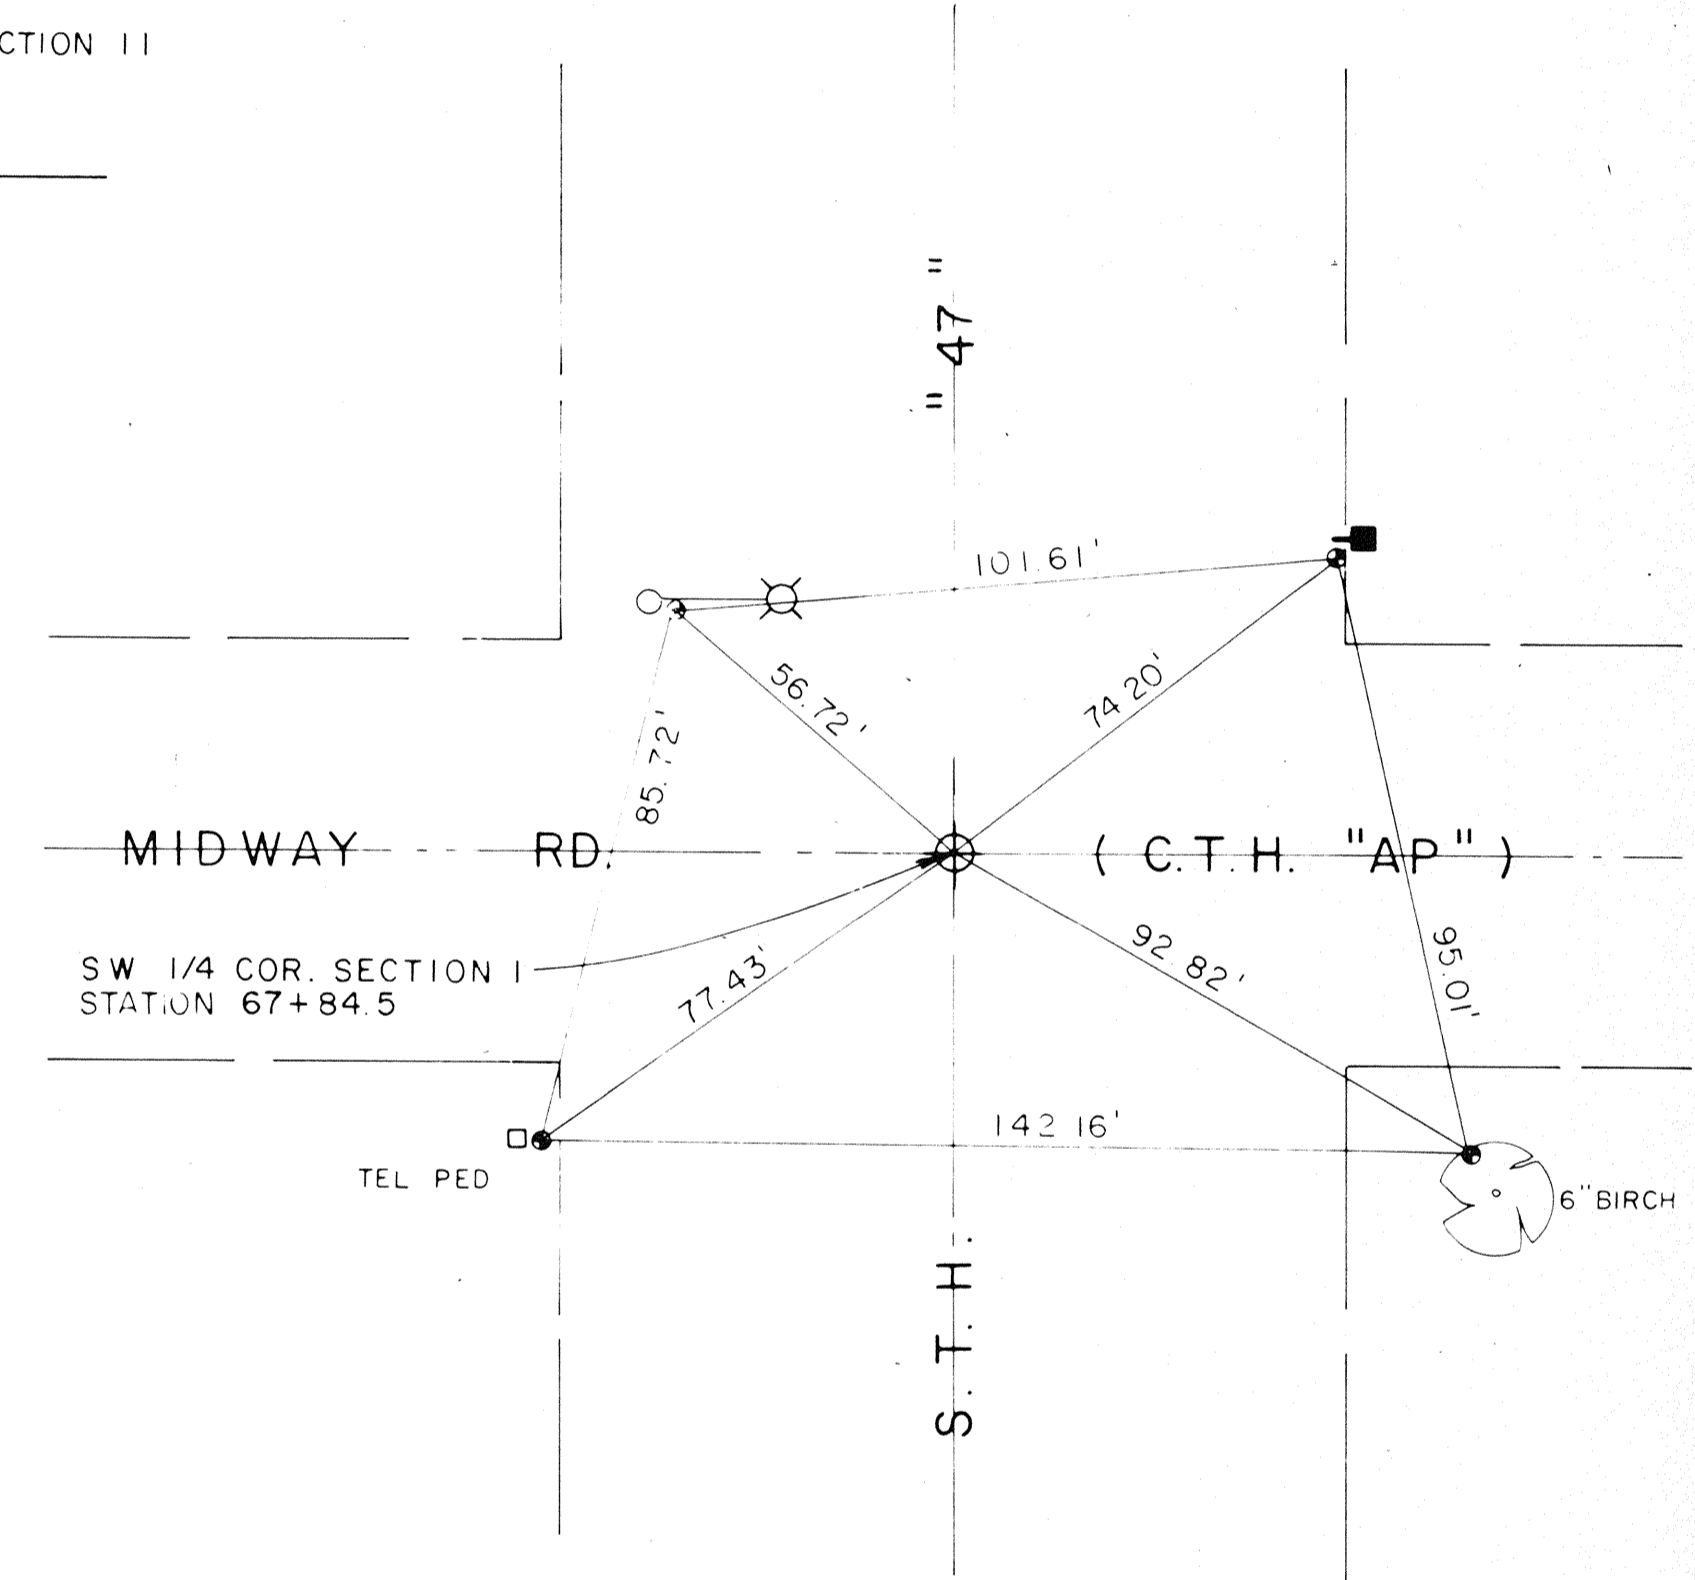 CTION 11
" 47 "
101.61'
56.72'
74 20'
85.72'
MIDWAY RD. ( C.T.H. "AP" )
SW 1/4 COR. SECTION 1
STATION 67+84.5
77.43'
92 82'
95.01'
142 16'
TEL PED
6" BIRCH
S.T.H.